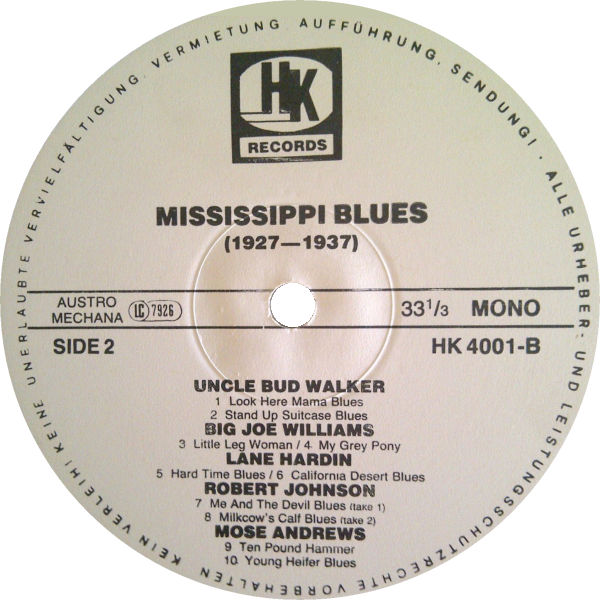 ALLE URHEBER- UND LEISTUNGSSCHUTZRECHTE VORBEHALTEN KEIN VERLEIH! KEINE UNERLAUBTE VERVIELFÄLTIGUNG, VERMIETUNG AUFFÜHRUNG, SENDUNG! ·
HK
RECORDS
MISSISSIPPI BLUES
(1927—1937)
AUSTRO
MECHANA
LC 7926
33 1/3 MONO
SIDE 2
HK 4001-B
UNCLE BUD WALKER
1 Look Here Mama Blues
2 Stand Up Suitcase Blues
BIG JOE WILLIAMS
3 Little Leg Woman / 4 My Grey Pony
LANE HARDIN
5 Hard Time Blues / 6 California Desert Blues
ROBERT JOHNSON
7 Me And The Devil Blues (take 1)
8 Milkcow's Calf Blues (take 2)
MOSE ANDREWS
9 Ten Pound Hammer
10 Young Heifer Blues